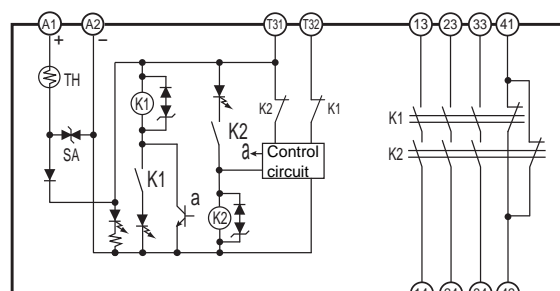 A1 A2 T31 T32 13 23 33 41
+ −
TH
K1
K2 K1
K2
K1
SA
a Control
circuit
K2
K1
a
K2